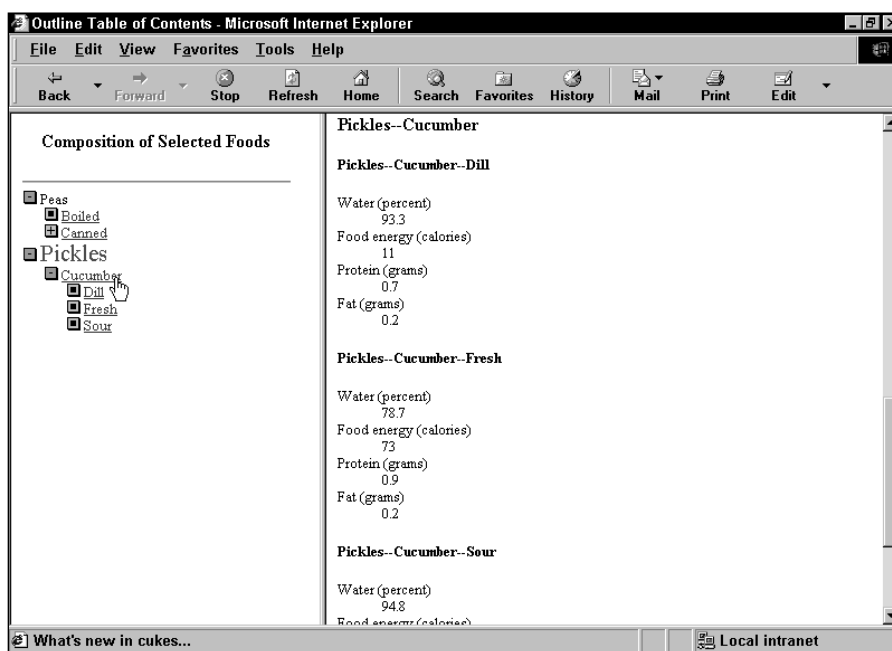 Outline Table of Contents - Microsoft Internet Explorer
File Edit View Favorites Tools Help
Back Forward Stop Refresh Home Search Favorites History Mail Print Edit
Composition of Selected Foods
Peas
Boiled
Canned
Pickles
Cucumber
Dill
Fresh
Sour
Pickles--Cucumber
Pickles--Cucumber--Dill
Water (percent)
93.3
Food energy (calories)
11
Protein (grams)
0.7
Fat (grams)
0.2
Pickles--Cucumber--Fresh
Water (percent)
78.7
Food energy (calories)
73
Protein (grams)
0.9
Fat (grams)
0.2
Pickles--Cucumber--Sour
Water (percent)
94.8
Food energy (calories)
What's new in cukes...
Local intranet